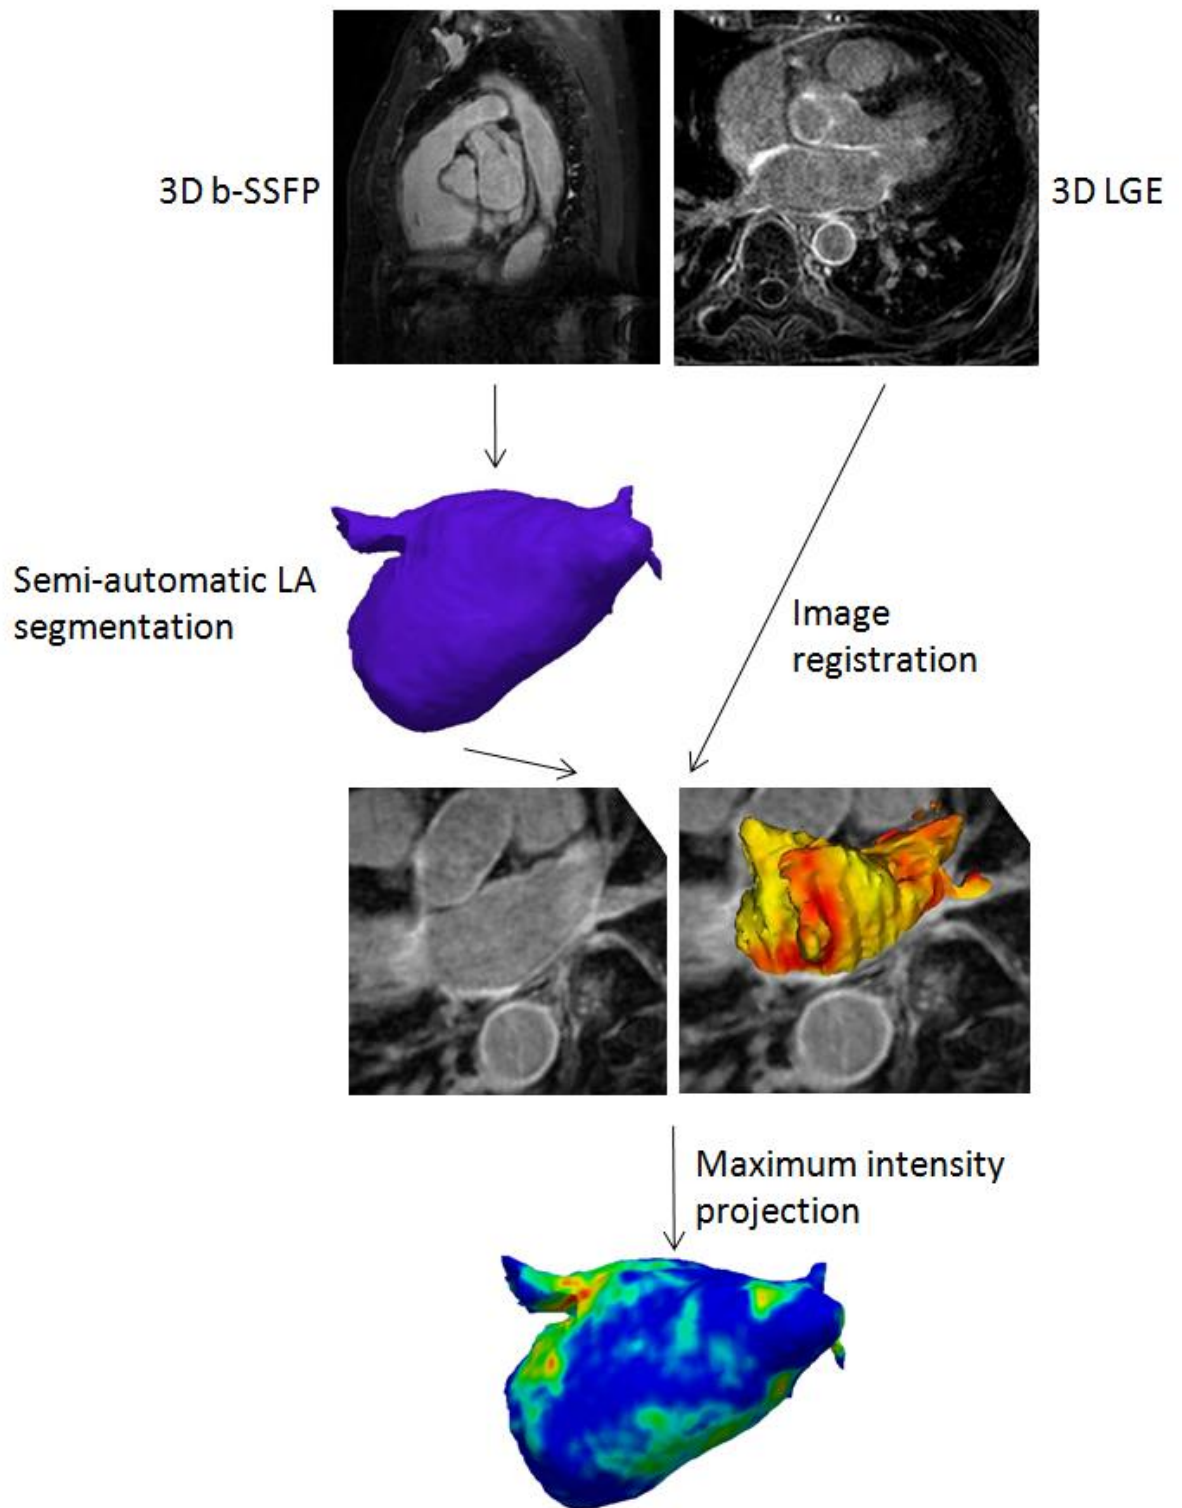 3D b-SSFP
3D LGE
Semi-automatic LA
segmentation
Image
registration
Maximum intensity
projection